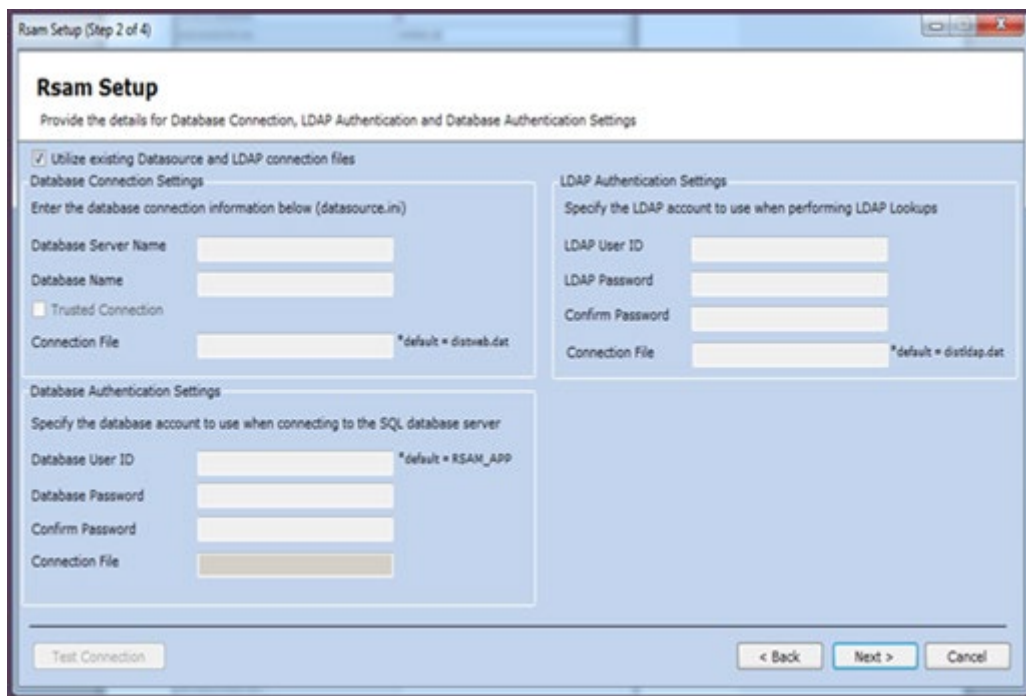 Rsam Setup (Step 2 of 4)
Rsam Setup
Provide the details for Database Connection, LDAP Authentication and Database Authentication Settings
Utilize existing Datasource and LDAP connection files
Database Connection Settings
Enter the database connection information below (datasource.ini)
Database Server Name
Database Name
Trusted Connection
Connection File *default = distweb.dat
LDAP Authentication Settings
Specify the LDAP account to use when performing LDAP Lookups
LDAP User ID
LDAP Password
Confirm Password
Connection File *default = distldap.dat
Database Authentication Settings
Specify the database account to use when connecting to the SQL database server
Database User ID *default = RSAM_APP
Database Password
Confirm Password
Connection File
Test Connection
< Back Next > Cancel